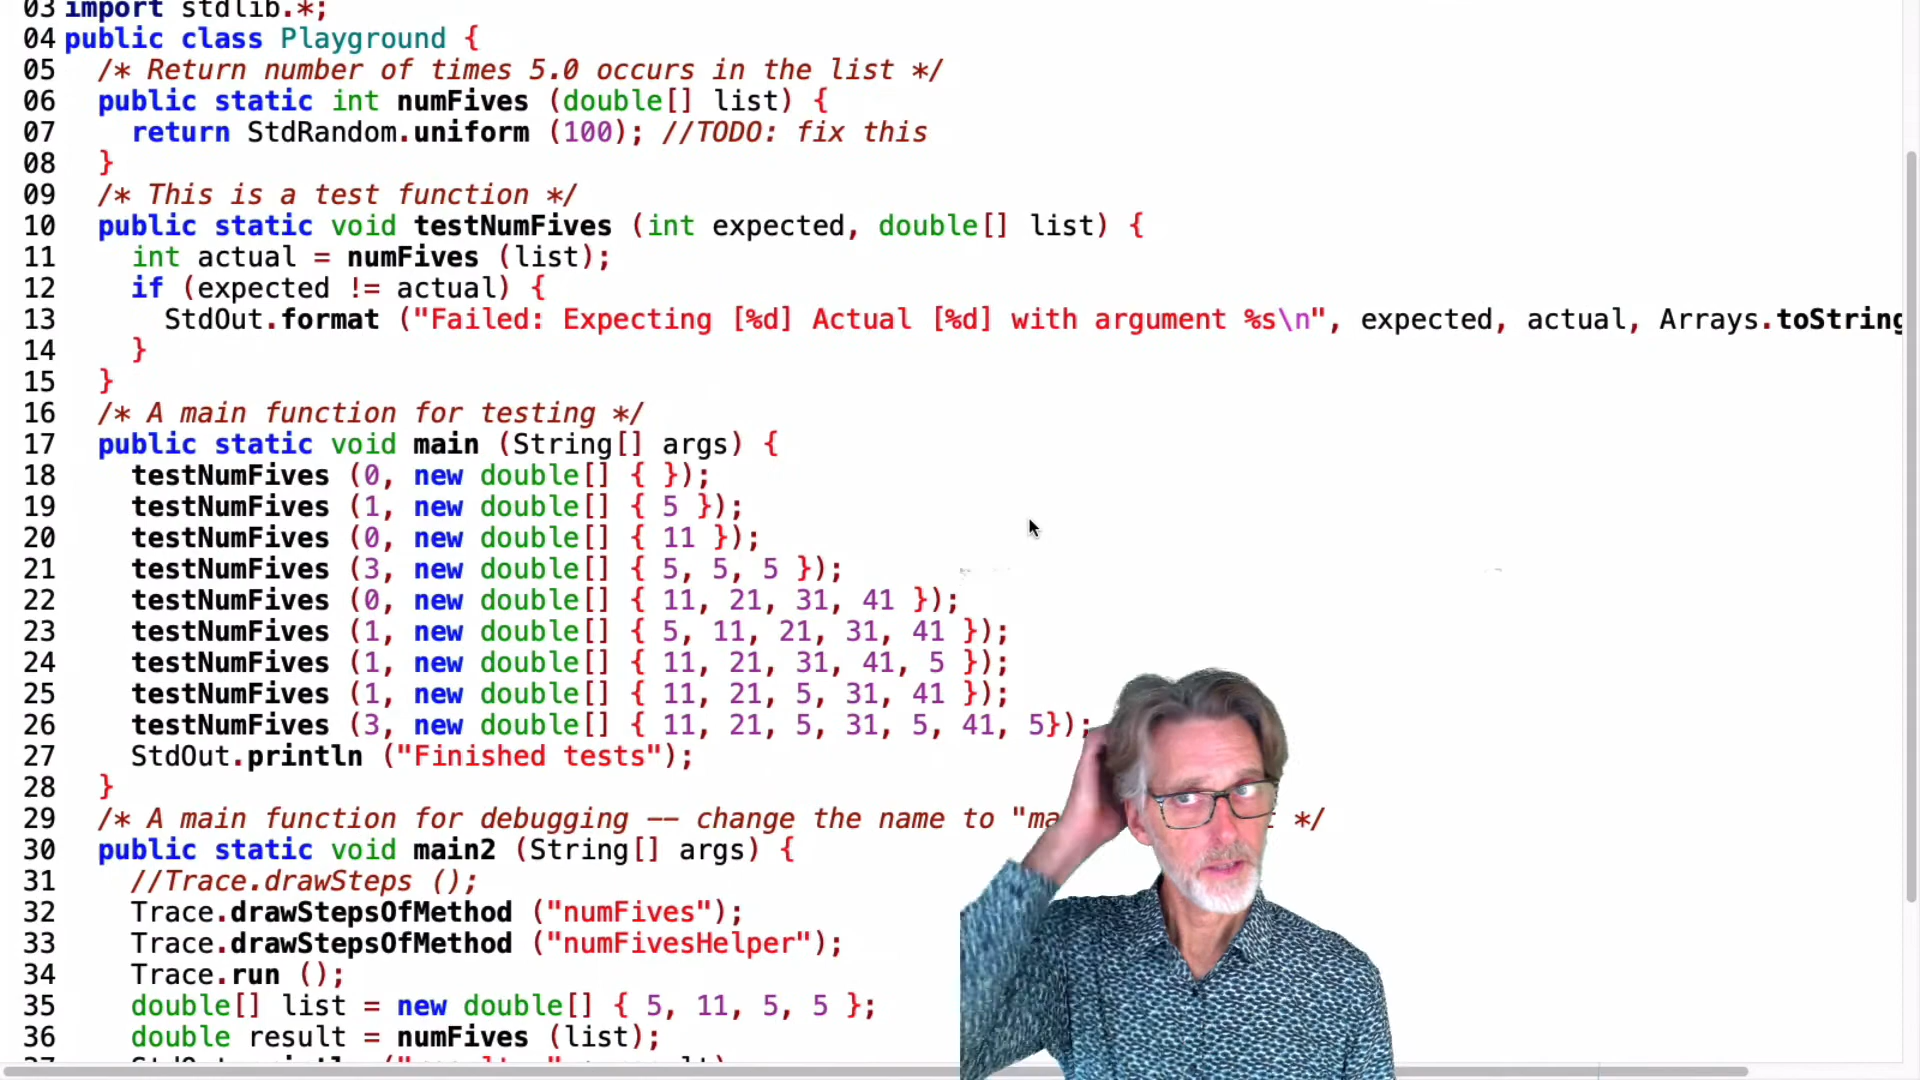 03 import stdlib.*;
04 public class Playground {
05 /* Return number of times 5.0 occurs in the list */
06 public static int numFives (double[] list) {
07 return StdRandom.uniform (100); //TODO: fix this
08 }
09 /* This is a test function */
10 public static void testNumFives (int expected, double[] list) {
11 int actual = numFives (list);
12 if (expected != actual) {
13 StdOut.format ("Failed: Expecting [%d] Actual [%d] with argument %s\n", expected, actual, Arrays.toString
14 }
15 }
16 /* A main function for testing */
17 public static void main (String[] args) {
18 testNumFives (0, new double[] { });
19 testNumFives (1, new double[] { 5 });
20 testNumFives (0, new double[] { 11 });
21 testNumFives (3, new double[] { 5, 5, 5 });
22 testNumFives (0, new double[] { 11, 21, 31, 41 });
23 testNumFives (1, new double[] { 5, 11, 21, 31, 41 });
24 testNumFives (1, new double[] { 11, 21, 31, 41, 5 });
25 testNumFives (1, new double[] { 11, 21, 5, 31, 41 });
26 testNumFives (3, new double[] { 11, 21, 5, 31, 5, 41, 5});
27 StdOut.println ("Finished tests");
28 }
29 /* A main function for debugging -- change the name to "ma */
30 public static void main2 (String[] args) {
31 //Trace.drawSteps ();
32 Trace.drawStepsOfMethod ("numFives");
33 Trace.drawStepsOfMethod ("numFivesHelper");
34 Trace.run ();
35 double[] list = new double[] { 5, 11, 5, 5 };
36 double result = numFives (list);